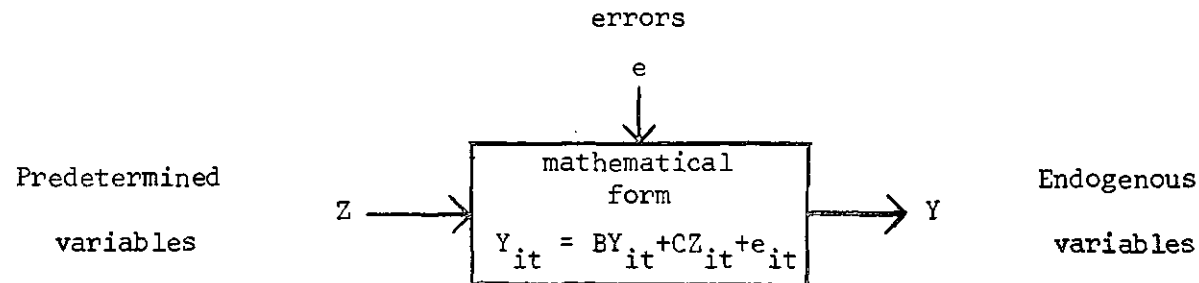 errors
e
Predetermined
variables
Z
mathematical
form
Y_it = BY_it+CZ_it+e_it
Y
Endogenous
variables